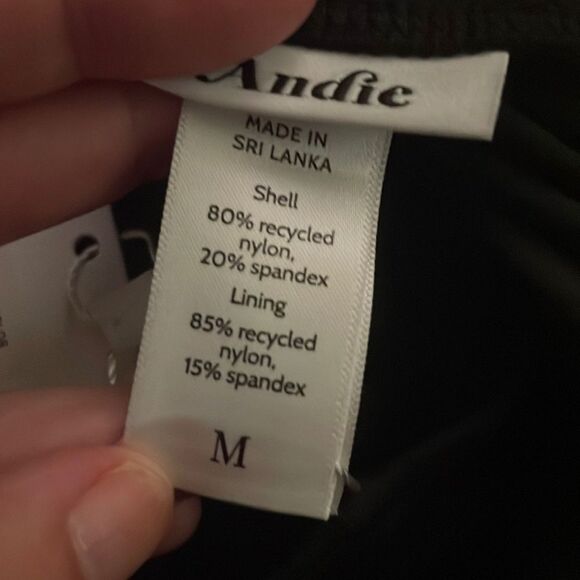 Andie
MADE IN
SRI LANKA
Shell
80% recycled
nylon,
20% spandex
Lining
85% recycled
nylon,
15% spandex
M